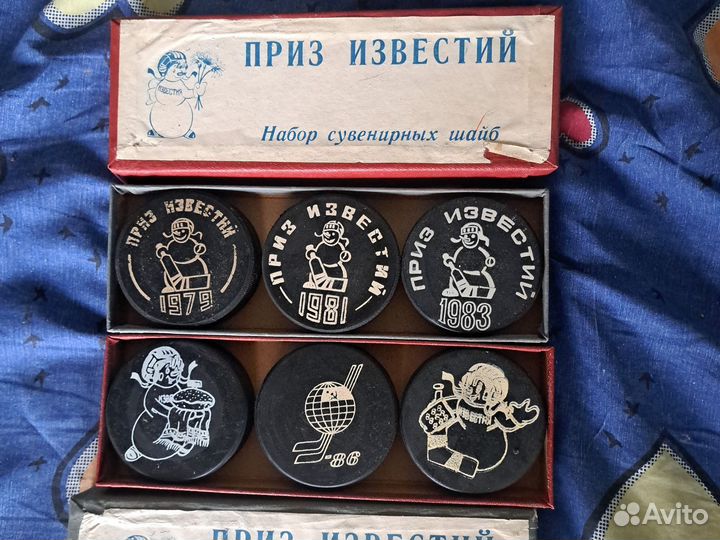 ПРИЗ ИЗВЕСТИЙ
ИЗВЕСТИЯ
Набор сувенирных шайб
ПРИЗ ИЗВЕСТИЙ
1979
ПРИЗ ИЗВЕСТИЙ
1981
ПРИЗ ИЗВЕСТИЙ
1983
-86
ИЗВЕСТИЯ
ПРИЗ ИЗВЕСТИЙ
Avito